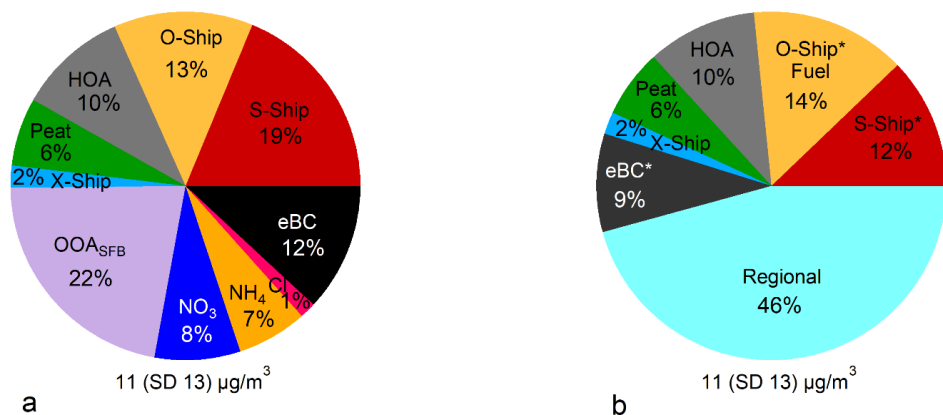 O-Ship
13%
S-Ship
19%
HOA
10%
Peat
6%
2%
X-Ship
OOA_SFB
22%
NO₃
8%
NH₄
7%
Cl
1%
eBC
12%
11 (SD 13) µg/m³
a
O-Ship*
Fuel
14%
HOA
10%
S-Ship*
12%
Peat
6%
2%
X-Ship
eBC*
9%
Regional
46%
11 (SD 13) µg/m³
b